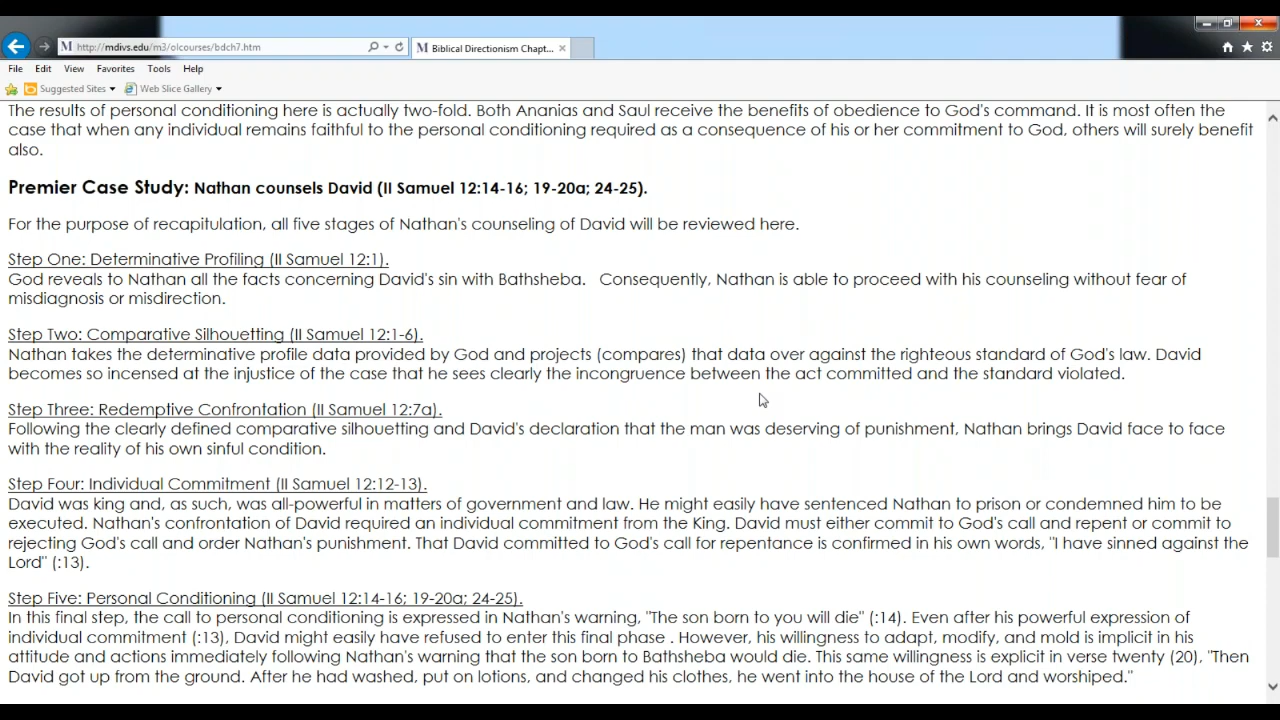 http://mdivs.edu/m3/olcourses/bdch7.htm
M Biblical Directionism Chapt...
File Edit View Favorites Tools Help
Suggested Sites Web Slice Gallery
The results of personal conditioning here is actually two-fold. Both Ananias and Saul receive the benefits of obedience to God's command. It is most often the
case that when any individual remains faithful to the personal conditioning required as a consequence of his or her commitment to God, others will surely benefit
also.
Premier Case Study: Nathan counsels David (II Samuel 12:14-16; 19-20a; 24-25).
For the purpose of recapitulation, all five stages of Nathan's counseling of David will be reviewed here.
Step One: Determinative Profiling (II Samuel 12:1).
God reveals to Nathan all the facts concerning David's sin with Bathsheba. Consequently, Nathan is able to proceed with his counseling without fear of
misdiagnosis or misdirection.
Step Two: Comparative Silhouetting (II Samuel 12:1-6).
Nathan takes the determinative profile data provided by God and projects (compares) that data over against the righteous standard of God's law. David
becomes so incensed at the injustice of the case that he sees clearly the incongruence between the act committed and the standard violated.
Step Three: Redemptive Confrontation (II Samuel 12:7a).
Following the clearly defined comparative silhouetting and David's declaration that the man was deserving of punishment, Nathan brings David face to face
with the reality of his own sinful condition.
Step Four: Individual Commitment (II Samuel 12:12-13).
David was king and, as such, was all-powerful in matters of government and law. He might easily have sentenced Nathan to prison or condemned him to be
executed. Nathan's confrontation of David required an individual commitment from the King. David must either commit to God's call and repent or commit to
rejecting God's call and order Nathan's punishment. That David committed to God's call for repentance is confirmed in his own words, "I have sinned against the
Lord" (:13).
Step Five: Personal Conditioning (II Samuel 12:14-16; 19-20a; 24-25).
In this final step, the call to personal conditioning is expressed in Nathan's warning, "The son born to you will die" (:14). Even after his powerful expression of
individual commitment (:13), David might easily have refused to enter this final phase . However, his willingness to adapt, modify, and mold is implicit in his
attitude and actions immediately following Nathan's warning that the son born to Bathsheba would die. This same willingness is explicit in verse twenty (20), "Then
David got up from the ground. After he had washed, put on lotions, and changed his clothes, he went into the house of the Lord and worshiped."